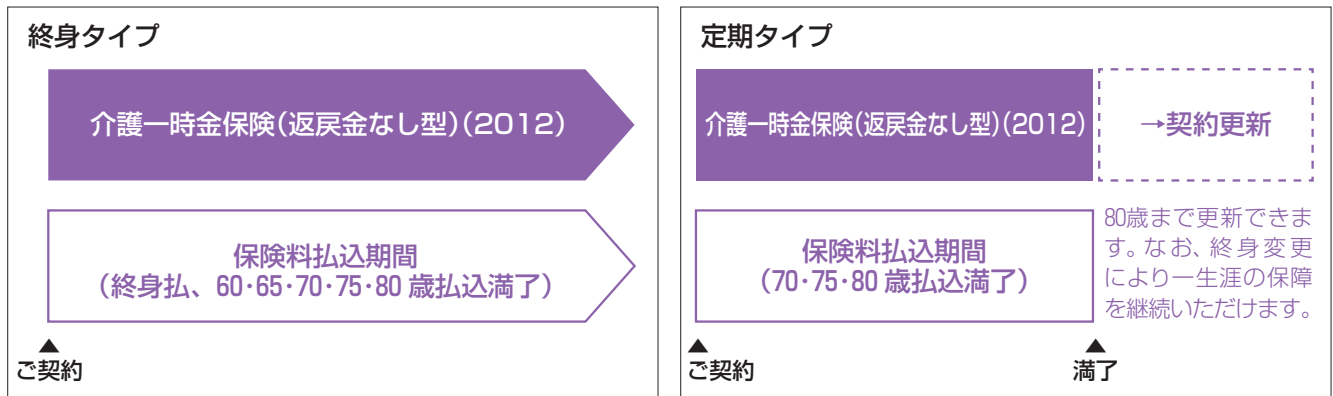 終身タイプ
介護一時金保険(返戻金なし型)(2012)
保険料払込期間
(終身払、60・65・70・75・80 歳払込満了)
ご契約
定期タイプ
介護一時金保険(返戻金なし型)(2012)
→契約更新
保険料払込期間
(70・75・80 歳払込満了)
80歳まで更新できま
す。なお、終身変更
により一生涯の保障
を継続いただけます。
ご契約
満了